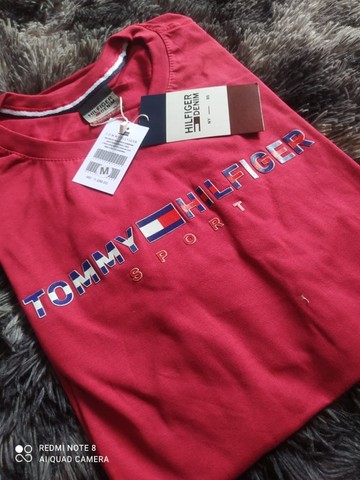 HILFIGER
DENIM
M
TOMMY HILFIGER
SPORT
REDMI NOTE 8
AI QUAD CAMERA